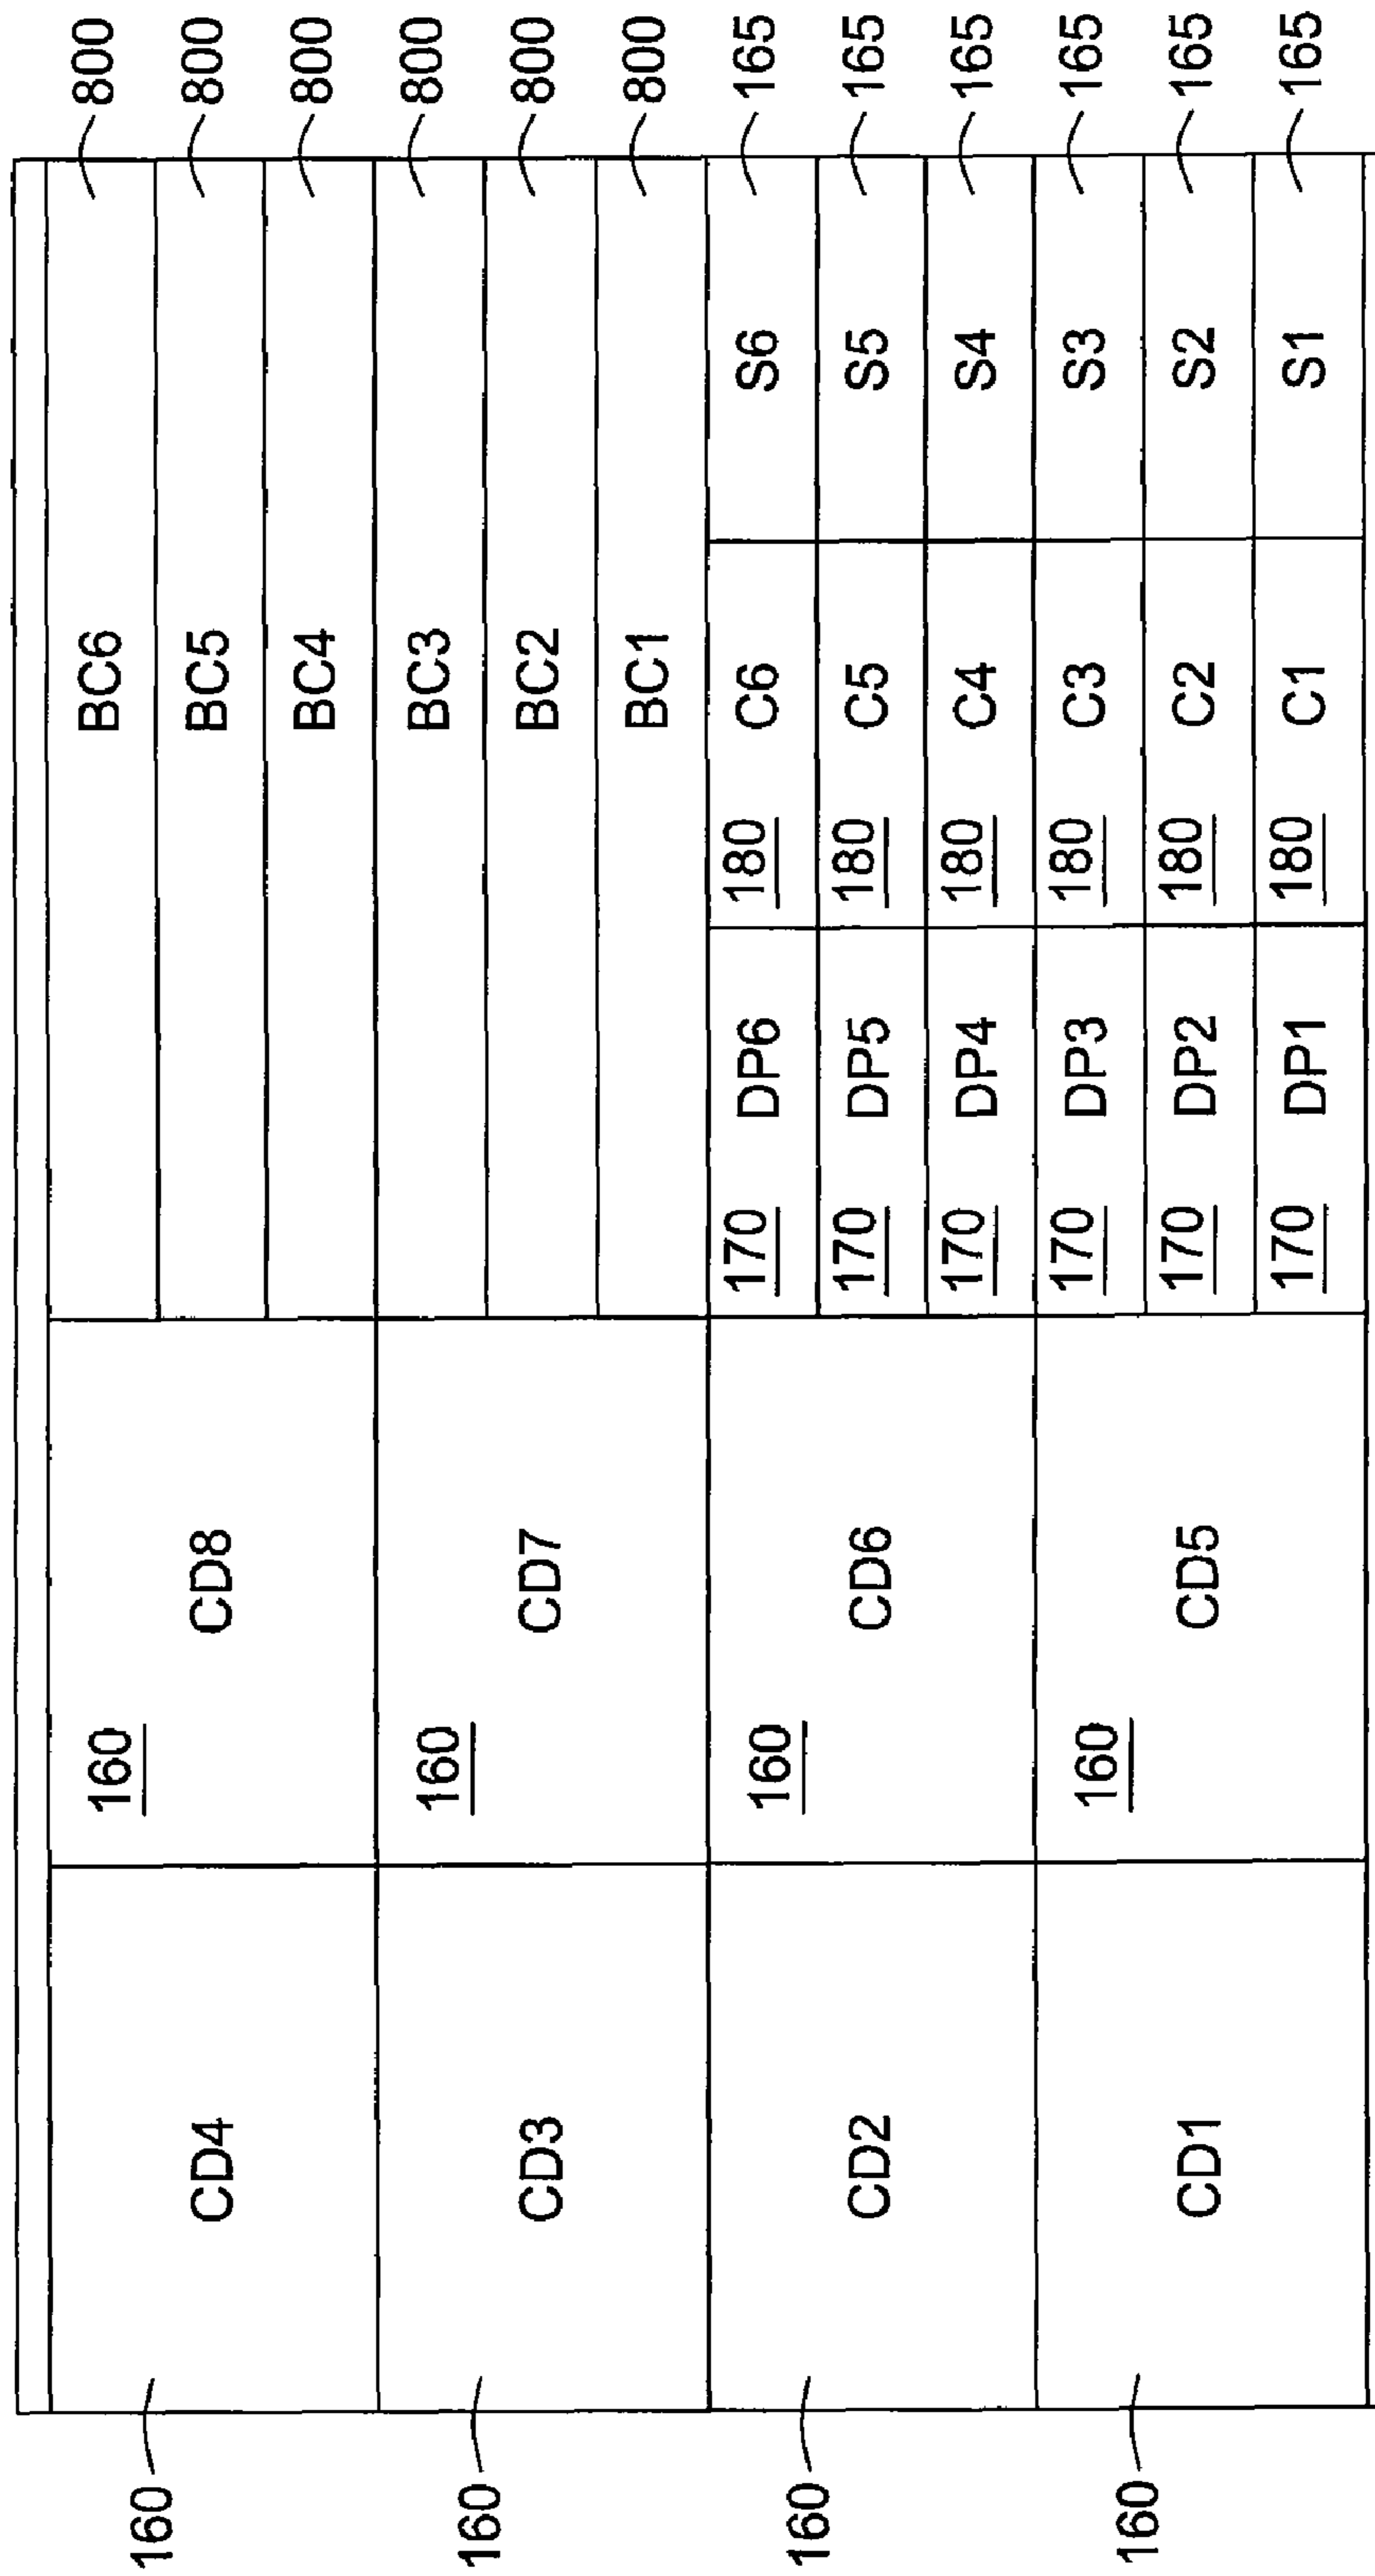 160 BC6 800
160
CD4 CD8 BC5 800
BC4 800
160 BC3 800
160
CD3 CD7 BC2 800
BC1 800
160 170 DP6 180 C6 S6 165
160
CD2 CD6 170 DP5 180 C5 S5 165
170 DP4 180 C4 S4 165
160 170 DP3 180 C3 S3 165
160
CD1 CD5 170 DP2 180 C2 S2 165
170 DP1 180 C1 S1 165